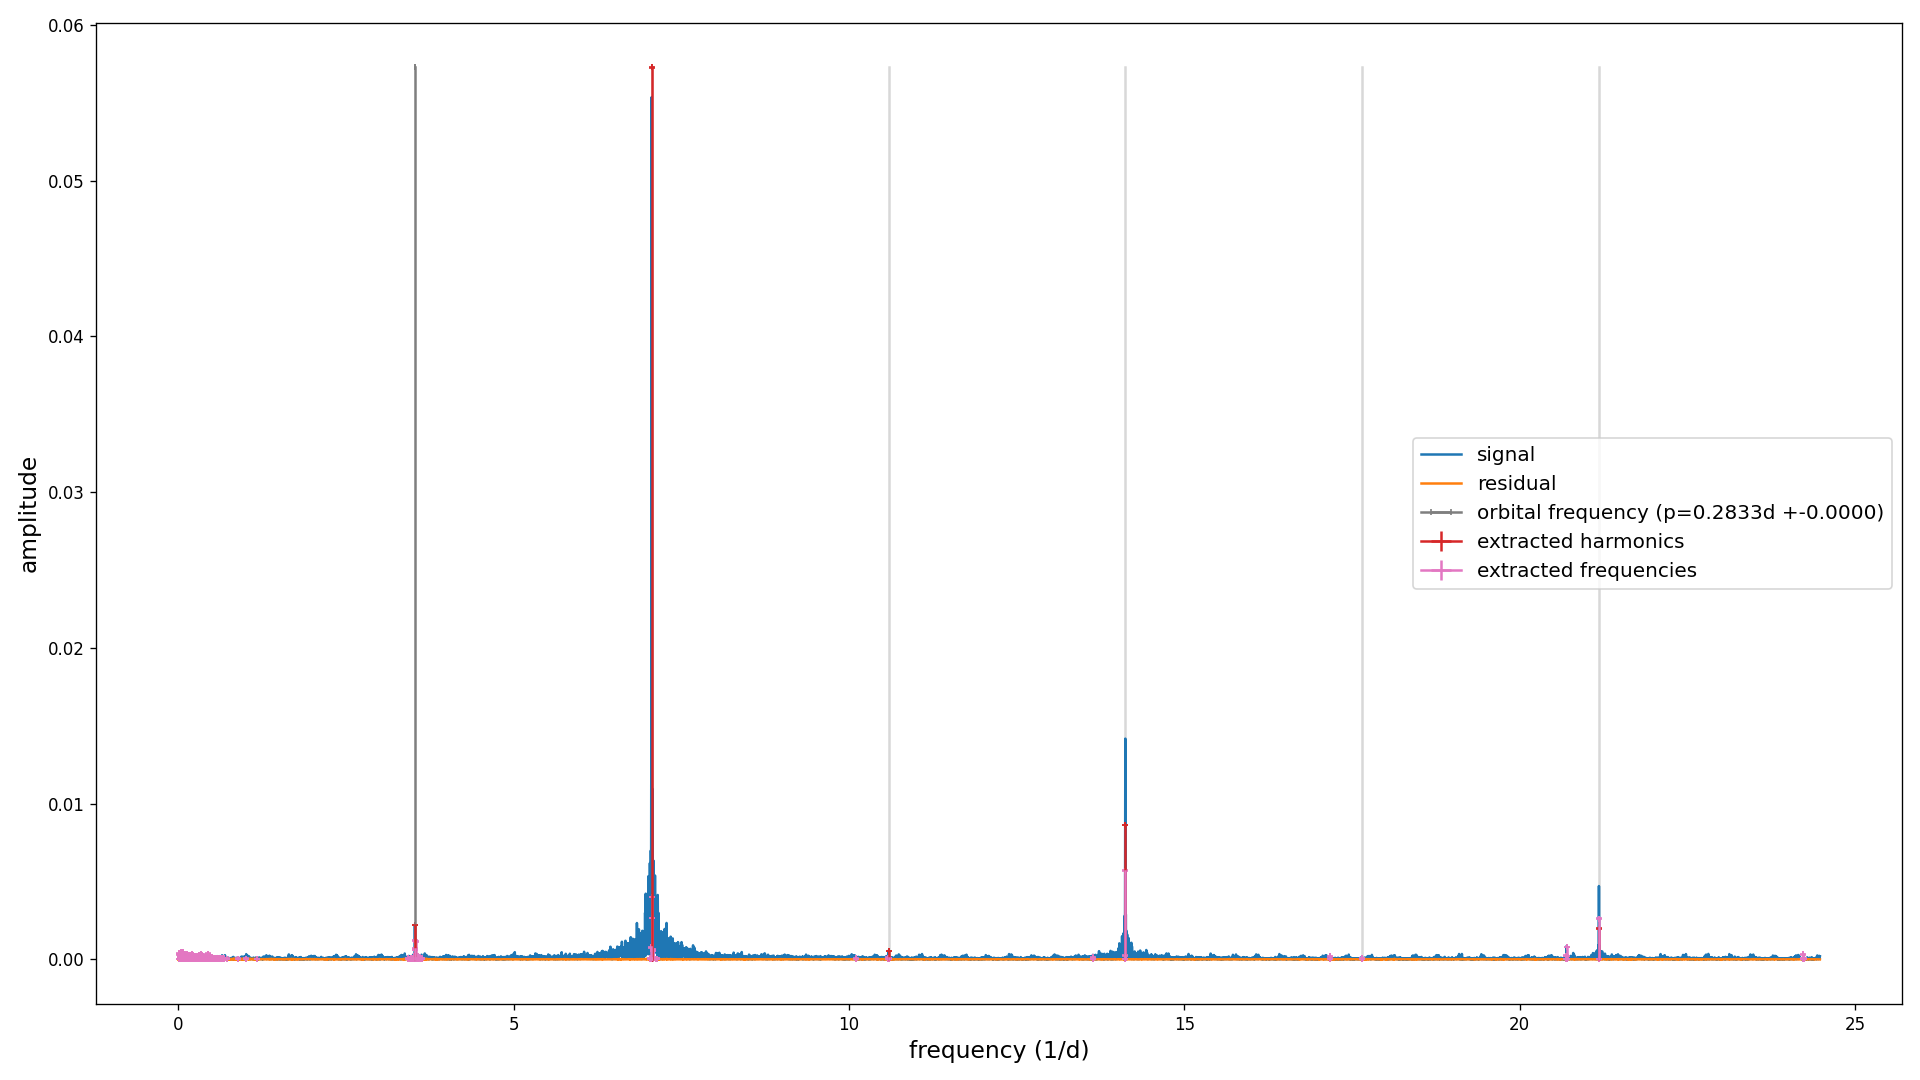 0.06
0.05
0.04
0.03
0.02
0.01
0.00
amplitude
signal
residual
orbital frequency (p=0.2833d +-0.0000)
extracted harmonics
extracted frequencies
0 5 10 15 20 25
frequency (1/d)